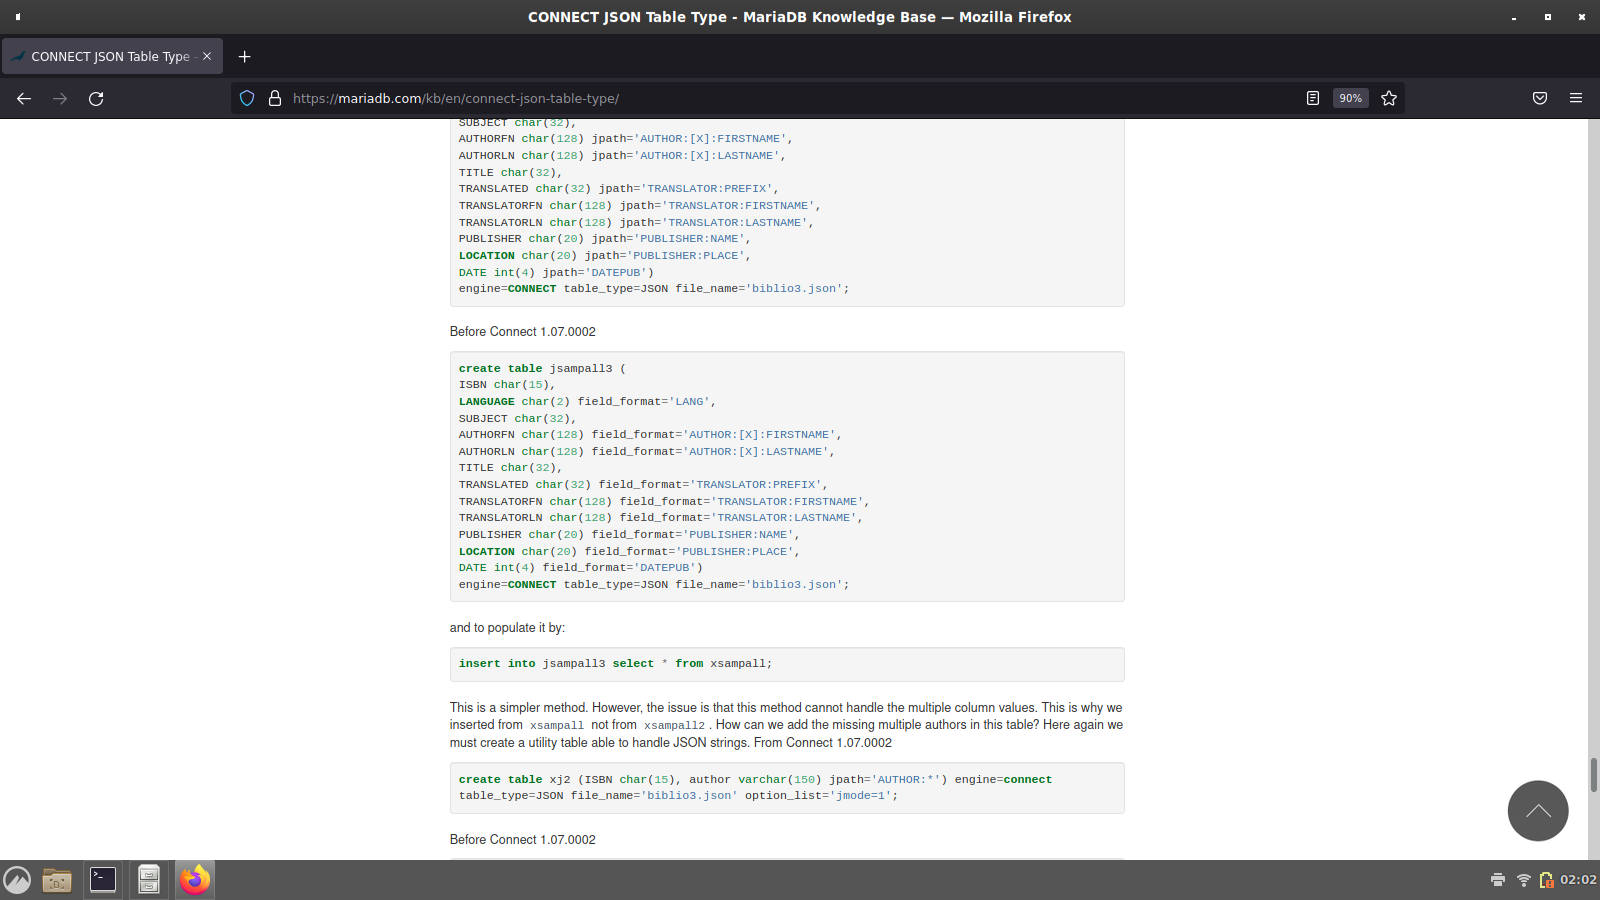 CONNECT JSON Table Type - MariaDB Knowledge Base — Mozilla Firefox
CONNECT JSON Table Type -
https://mariadb.com/kb/en/connect-json-table-type/
90%
SUBJECT char(32),
AUTHORFN char(128) jpath='AUTHOR:[X]:FIRSTNAME',
AUTHORLN char(128) jpath='AUTHOR:[X]:LASTNAME',
TITLE char(32),
TRANSLATED char(32) jpath='TRANSLATOR:PREFIX',
TRANSLATORFN char(128) jpath='TRANSLATOR:FIRSTNAME',
TRANSLATORLN char(128) jpath='TRANSLATOR:LASTNAME',
PUBLISHER char(20) jpath='PUBLISHER:NAME',
LOCATION char(20) jpath='PUBLISHER:PLACE',
DATE int(4) jpath='DATEPUB')
engine=CONNECT table_type=JSON file_name='biblio3.json';
Before Connect 1.07.0002
create table jsampall3 (
ISBN char(15),
LANGUAGE char(2) field_format='LANG',
SUBJECT char(32),
AUTHORFN char(128) field_format='AUTHOR:[X]:FIRSTNAME',
AUTHORLN char(128) field_format='AUTHOR:[X]:LASTNAME',
TITLE char(32),
TRANSLATED char(32) field_format='TRANSLATOR:PREFIX',
TRANSLATORFN char(128) field_format='TRANSLATOR:FIRSTNAME',
TRANSLATORLN char(128) field_format='TRANSLATOR:LASTNAME',
PUBLISHER char(20) field_format='PUBLISHER:NAME',
LOCATION char(20) field_format='PUBLISHER:PLACE',
DATE int(4) field_format='DATEPUB')
engine=CONNECT table_type=JSON file_name='biblio3.json';
and to populate it by:
insert into jsampall3 select * from xsampall;
This is a simpler method. However, the issue is that this method cannot handle the multiple column values. This is why we
inserted from xsampall not from xsampall2 . How can we add the missing multiple authors in this table? Here again we
must create a utility table able to handle JSON strings. From Connect 1.07.0002
create table xj2 (ISBN char(15), author varchar(150) jpath='AUTHOR:*') engine=connect
table_type=JSON file_name='biblio3.json' option_list='jmode=1';
Before Connect 1.07.0002
02:02